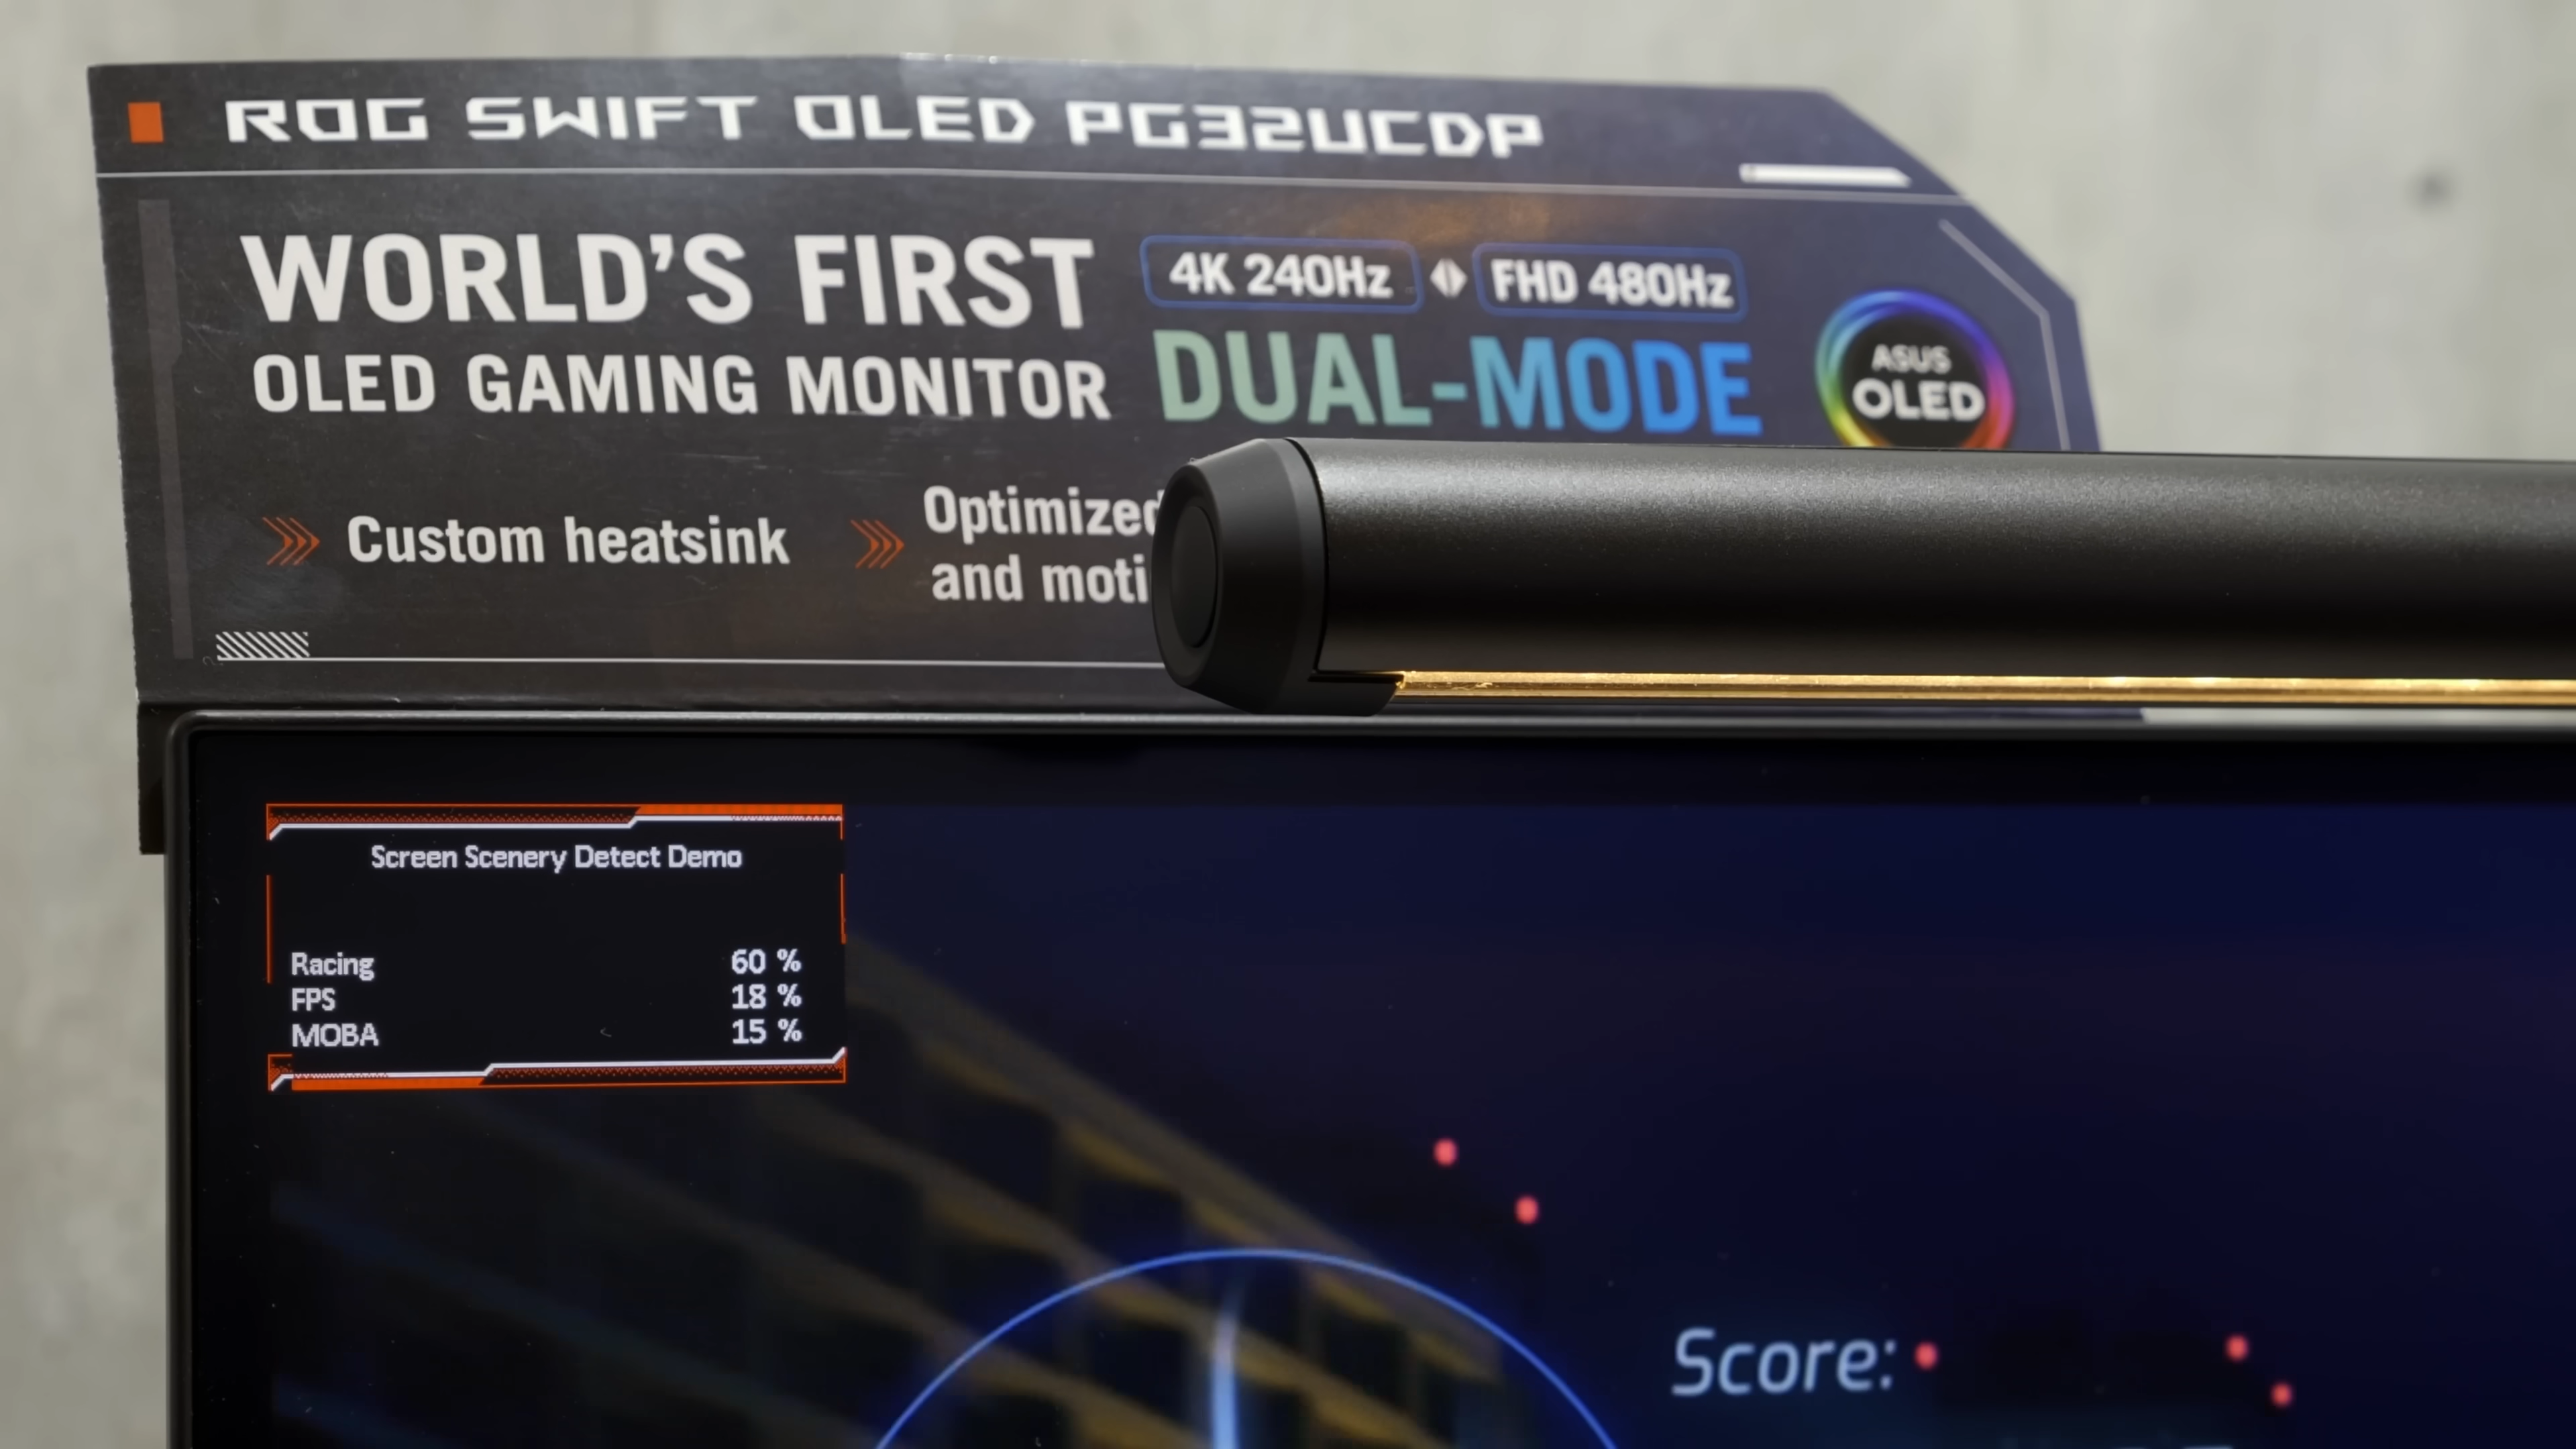 ROG SWIFT OLED PG32UCDP
WORLD'S FIRST
OLED GAMING MONITOR
4K 240Hz FHD 480Hz
DUAL-MODE
ASUS
OLED
Custom heatsink
Optimized
and moti
Screen Scenery Detect Demo
Racing 60 %
FPS 18 %
MOBA 15 %
Score: